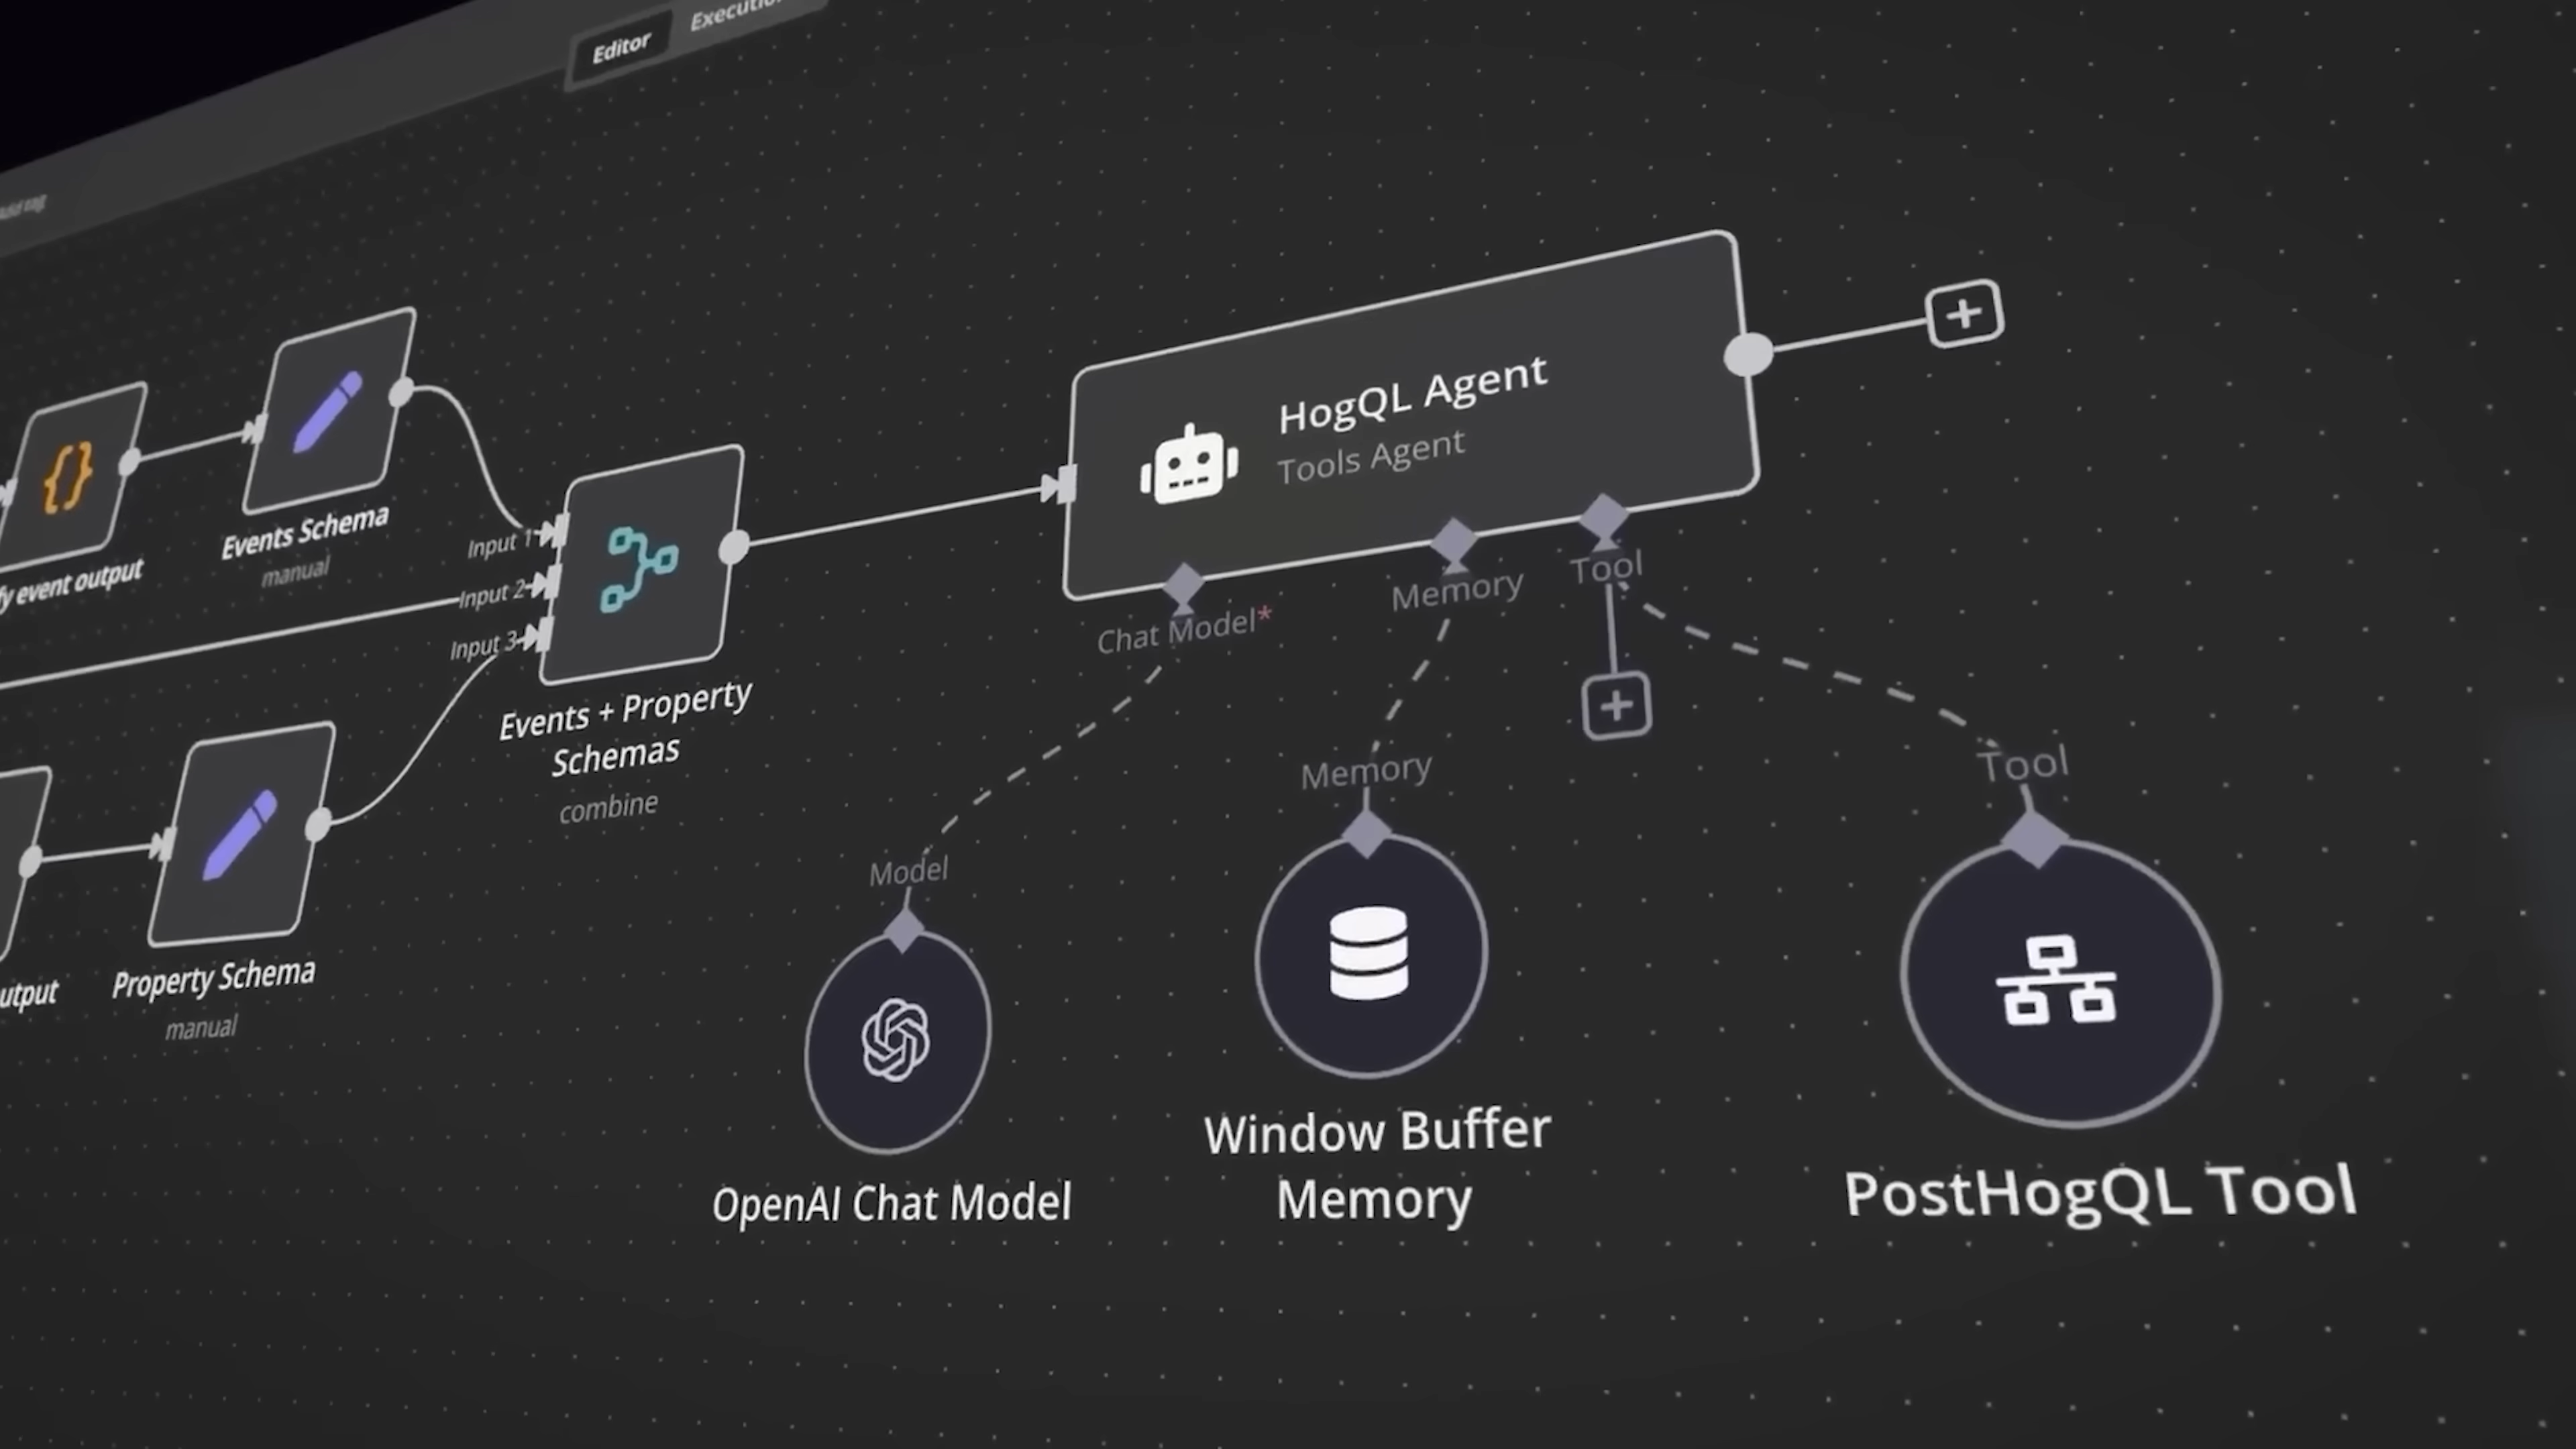 Editor
Add tag
HogQL Agent
Tools Agent
Events Schema
manual
fy event output
Input 1
Input 2
Input 3
Chat Model*
Memory
Tool
Events + Property
Schemas
combine
Memory
Tool
Model
utput
Property Schema
manual
OpenAI Chat Model
Window Buffer
Memory
PostHogQL Tool